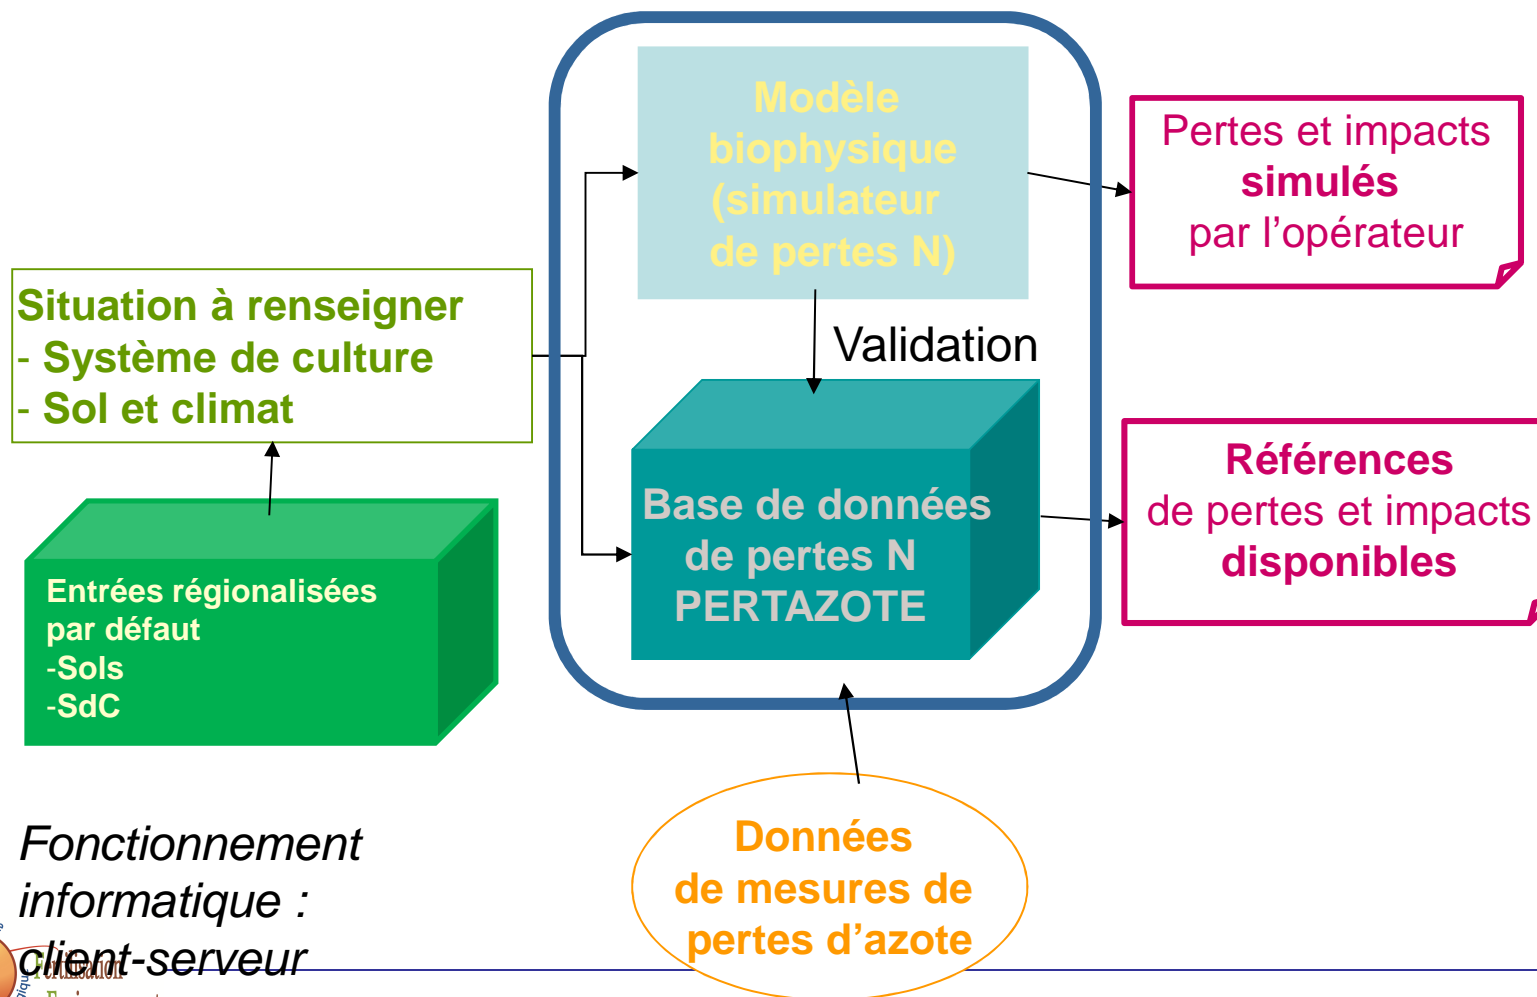 Modèle
biophysique
(simulateur
de pertes N)
Pertes et impacts
simulés
par l’opérateur
Situation à renseigner
- Système de culture
- Sol et climat
Validation
Base de données
de pertes N
PERTAZOTE
Références
de pertes et impacts
disponibles
Entrées régionalisées
par défaut
-Sols
-SdC
Données
de mesures de
pertes d’azote
Fonctionnement
informatique :
client-serveur
Fertilisation